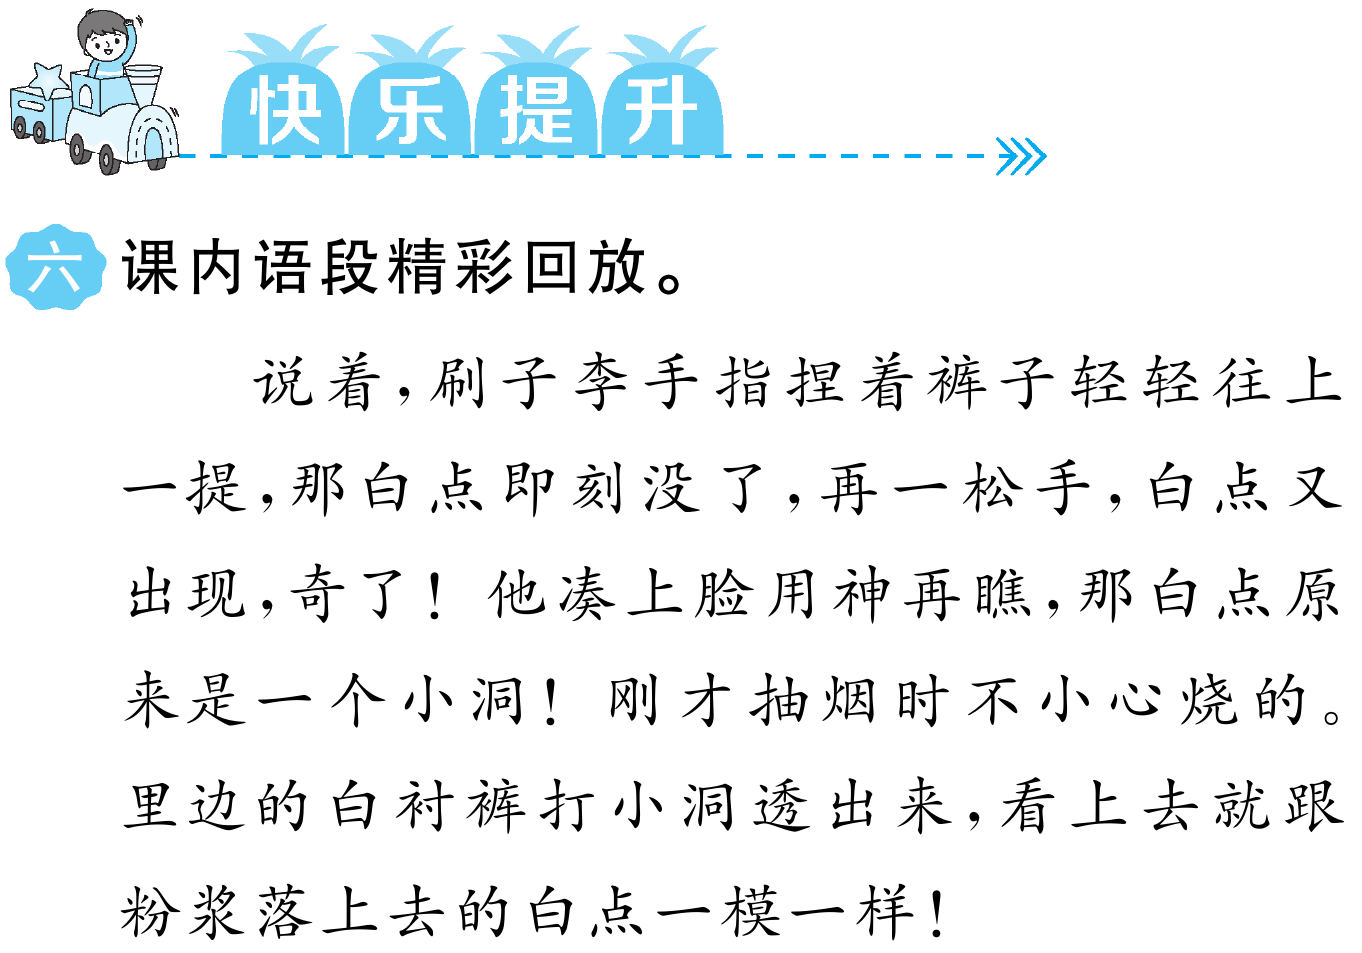 快乐提升
六 课内语段精彩回放。
说着，刷子李手指捏着裤子轻轻往上
一提，那白点即刻没了，再一松手，白点又
出现，奇了！他凑上脸用神再瞧，那白点原
来是一个小洞！刚才抽烟时不小心烧的。
里边的白衬裤打小洞透出来，看上去就跟
粉浆落上去的白点一模一样！